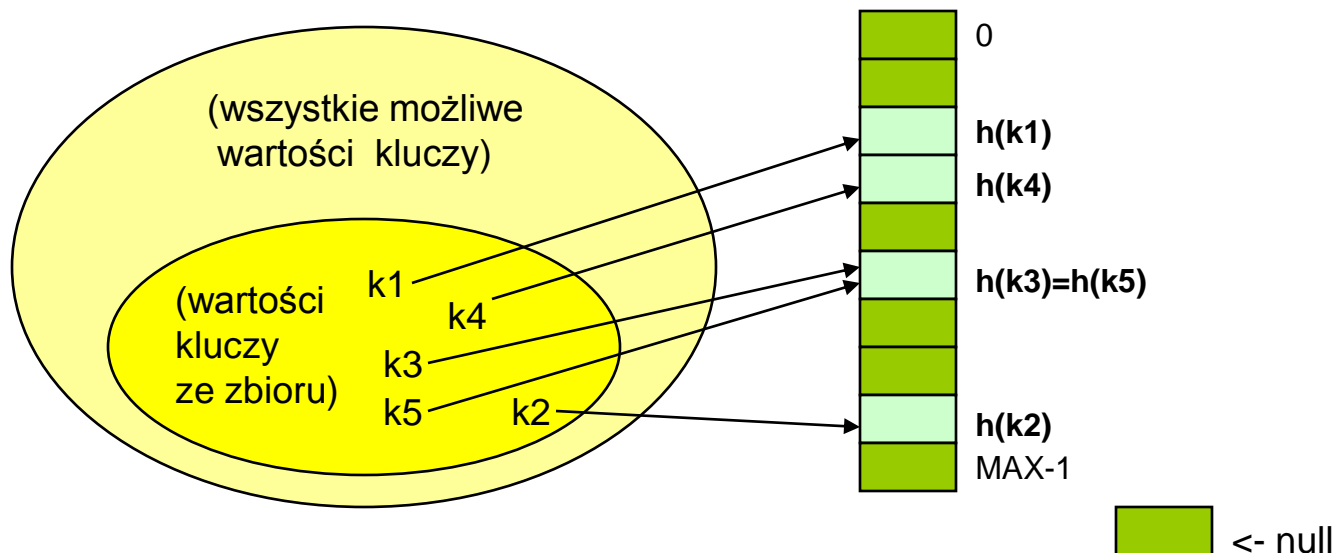 (wszystkie możliwe
wartości kluczy)
(wartości
kluczy
ze zbioru)
k1
k4
k3
k5
k2
0
h(k1)
h(k4)
h(k3)=h(k5)
h(k2)
MAX-1
<- null